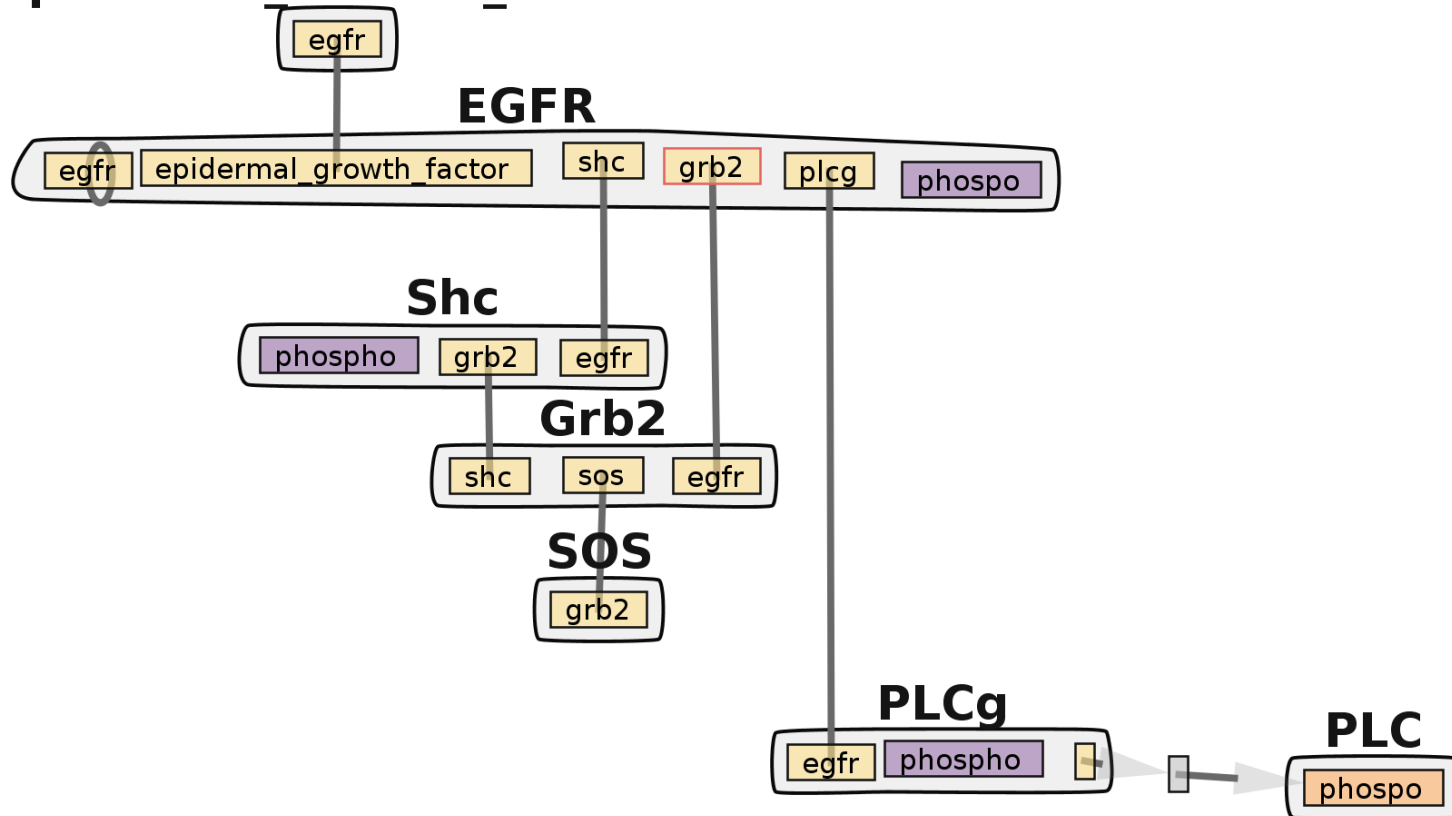 egfr
EGFR
egfr epidermal_growth_factor shc grb2 plcg phospo
Shc
phospho grb2 egfr
Grb2
shc sos egfr
SOS
grb2
PLCg
egfr phospho
PLC
phospo